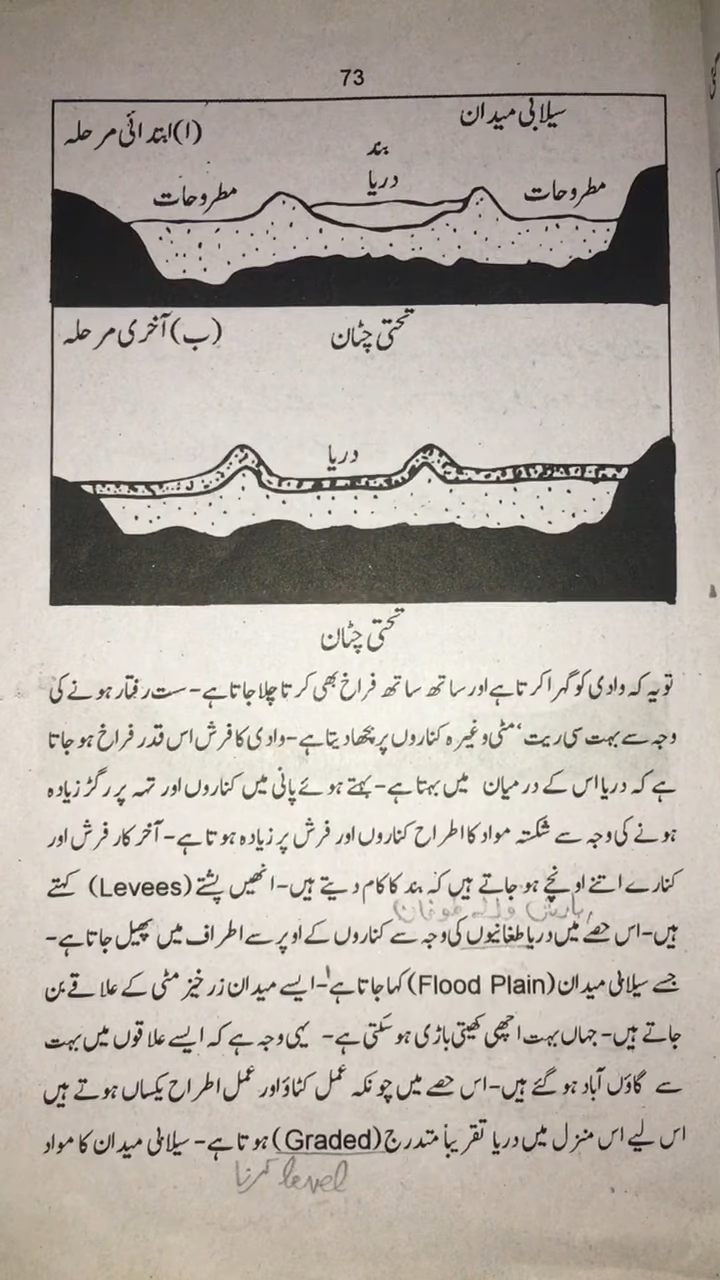 73
سیلابی میدان
(ا) ابتدائی مرحلہ
بند
دریا
مطروحات
مطروحات
تحتی چٹان
(ب) آخری مرحلہ
دریا
تحتی چٹان
تو یہ کہ وادی کو گہرا کرتا ہے اور ساتھ ساتھ فراخ بھی کرتا چلا جاتا ہے۔ ست رفتار ہونے کی
وجہ سے بہت سی ریت‘ مٹی وغیرہ کناروں پر بچھا دیتا ہے۔ وادی کا فرش اس قدر فراخ ہو جاتا
ہے کہ دریا اس کے درمیان میں بہتا ہے۔ بہتے ہوئے پانی میں کناروں اور تہہ پر رگڑ زیادہ
ہونے کی وجہ سے شکستہ مواد کا اطراح کناروں اور فرش پر زیادہ ہوتا ہے۔ آخر کار فرش اور
کنارے اتنے اونچے ہو جاتے ہیں کہ بند کا کام دیتے ہیں۔ انھیں پشتے (Levees) کہتے
ہیں۔ اس حصے میں دریا طغانیوں کی وجہ سے کناروں کے اوپر سے اطراف میں پھیل جاتا ہے۔
جسے سیلابی میدان (Flood Plain) کہا جاتا ہے۔ ایسے میدان زرخیز مٹی کے علاقے بن
جاتے ہیں۔ جہاں بہت اچھی کھیتی باڑی ہو سکتی ہے۔ یہی وجہ ہے کہ ایسے علاقوں میں بہت
سے گاؤں آباد ہو گئے ہیں۔ اس حصے میں چونکہ عمل کٹاؤ اور عمل اطراح یکساں ہوتے ہیں
اس لیے اس منزل میں دریا تقریباً متدرج (Graded) ہوتا ہے۔ سیلابی میدان کا مواد
level کرنا